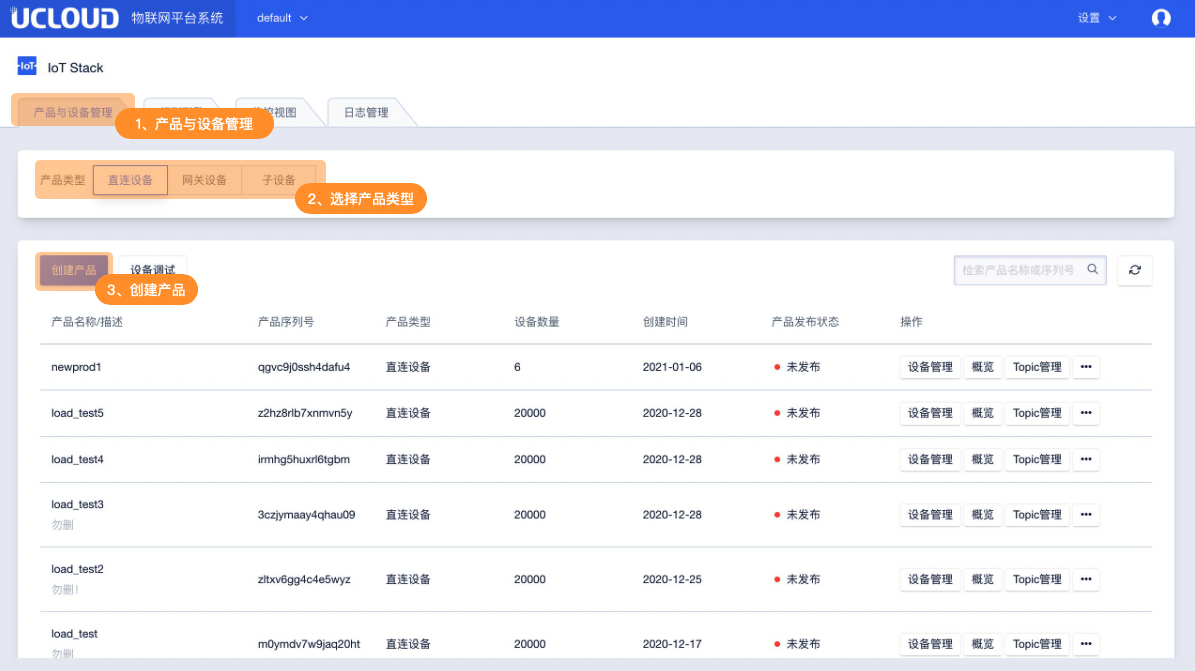 UCLOUD 物联网平台系统 default 设置
IoT IoT Stack
产品与设备管理 监控视图 日志管理
1、产品与设备管理
产品类型 直连设备 网关设备 子设备
2、选择产品类型
创建产品 设备调试 检索产品名称或序列号
3、创建产品
产品名称/描述 产品序列号 产品类型 设备数量 创建时间 产品发布状态 操作
newprod1 qgvc9j0ssh4dafu4 直连设备 6 2021-01-06 未发布 设备管理 概览 Topic管理 •••
load_test5 z2hz8rlb7xnmvn5y 直连设备 20000 2020-12-28 未发布 设备管理 概览 Topic管理 •••
load_test4 irmhg5huxrl6tgbm 直连设备 20000 2020-12-28 未发布 设备管理 概览 Topic管理 •••
load_test3 3czjymaay4qhau09 直连设备 20000 2020-12-28 未发布 设备管理 概览 Topic管理 •••
勿删
load_test2 zltxv6gg4c4e5wyz 直连设备 20000 2020-12-25 未发布 设备管理 概览 Topic管理 •••
勿删！
load_test m0ymdv7w9jaq20ht 直连设备 20000 2020-12-17 未发布 设备管理 概览 Topic管理 •••
勿删